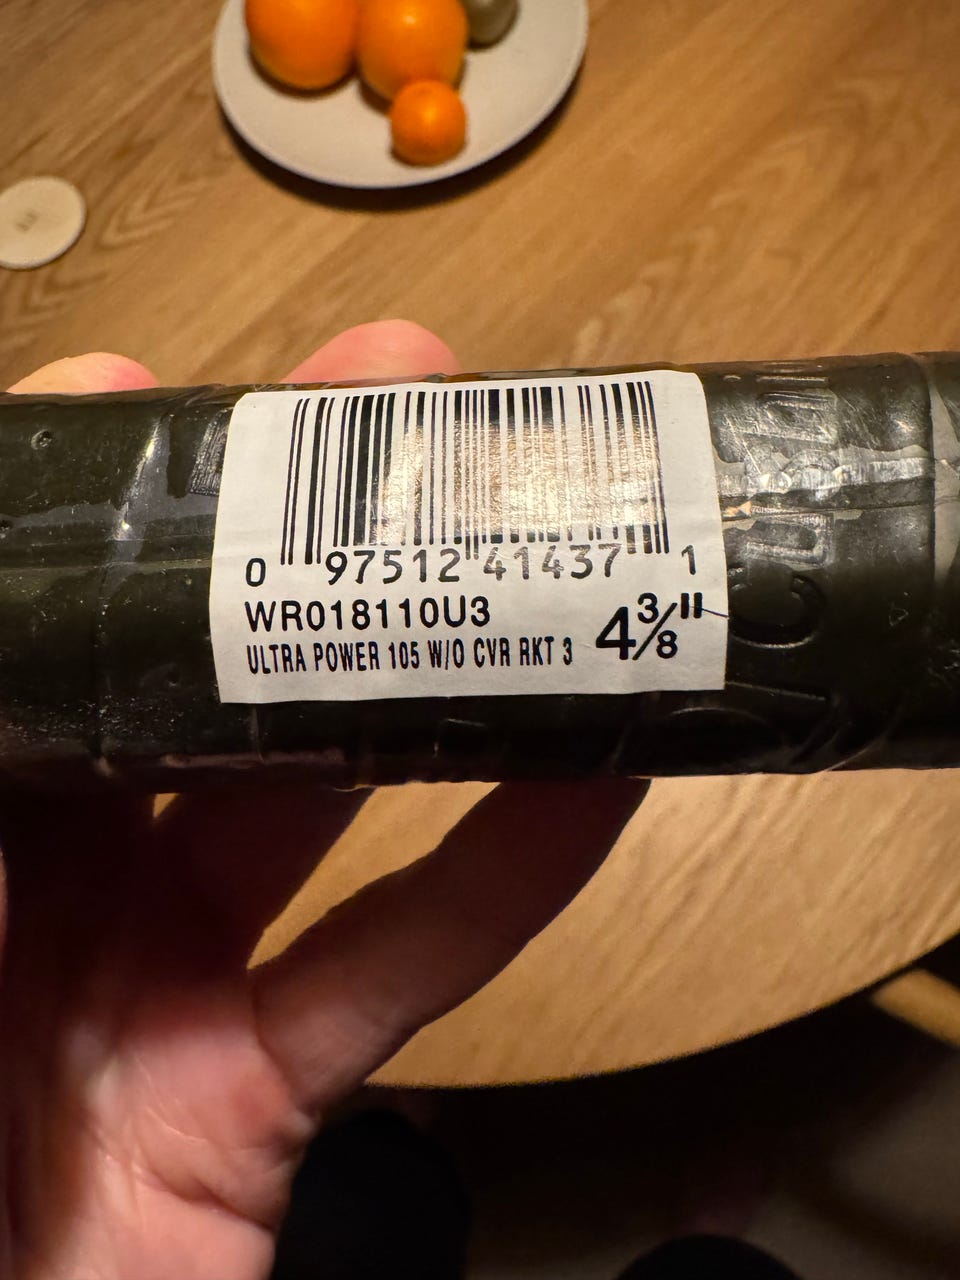 0 97512 41437 1
WR018110U3
ULTRA POWER 105 W/O CVR RKT 3
4 3/8"